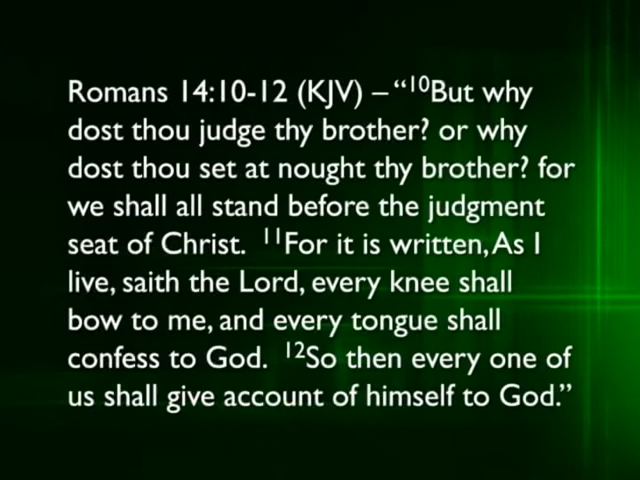 Romans 14:10-12 (KJV) – “¹⁰But why
dost thou judge thy brother? or why
dost thou set at nought thy brother? for
we shall all stand before the judgment
seat of Christ. ¹¹For it is written, As I
live, saith the Lord, every knee shall
bow to me, and every tongue shall
confess to God. ¹²So then every one of
us shall give account of himself to God.”